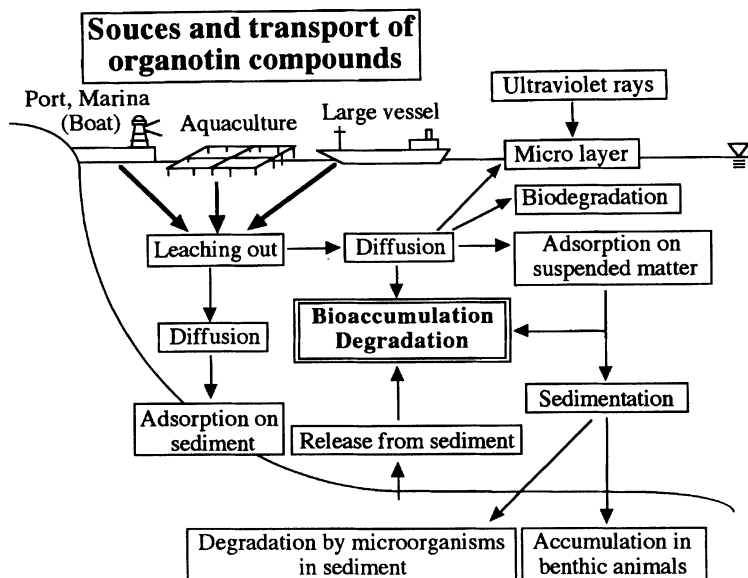 Souces and transport of
organotin compounds
Port, Marina
(Boat)
Aquaculture
Large vessel
Ultraviolet rays
Micro layer
Biodegradation
Leaching out
Diffusion
Adsorption on
suspended matter
Bioaccumulation
Degradation
Diffusion
Sedimentation
Adsorption on
sediment
Release from sediment
Degradation by microorganisms
in sediment
Accumulation in
benthic animals